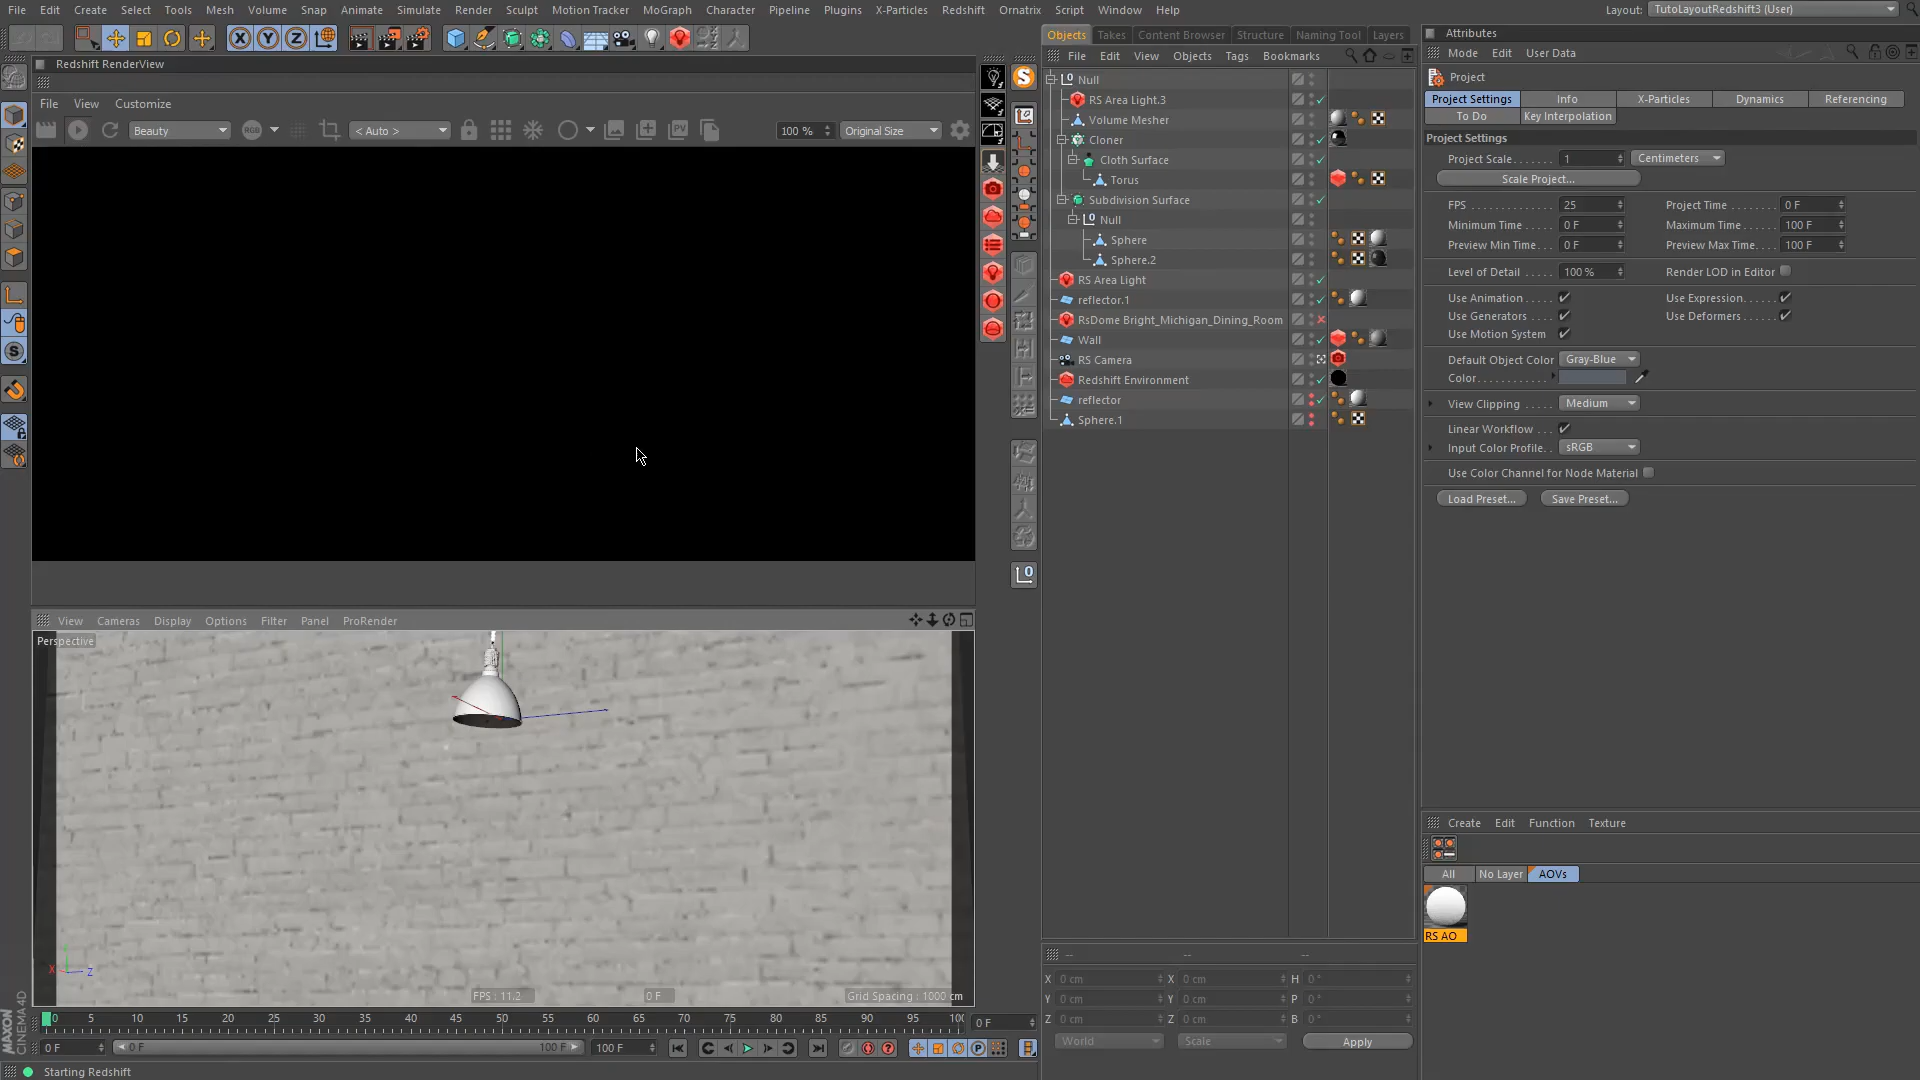 File Edit Create Select Tools Mesh Volume Snap Animate Simulate Render Sculpt Motion Tracker MoGraph Character Pipeline Plugins X-Particles Redshift Ornatrix Script Window Help
Layout: TutoLayoutRedshift3 (User)
Redshift RenderView
File View Customize
Beauty
RGB
< Auto >
PV
100 %
Original Size
Objects Takes Content Browser Structure Naming Tool Layers
File Edit View Objects Tags Bookmarks
Null
RS Area Light.3
Volume Mesher
Cloner
Cloth Surface
Torus
Subdivision Surface
Null
Sphere
Sphere.2
RS Area Light
reflector.1
RsDome Bright_Michigan_Dining_Room
Wall
RS Camera
Redshift Environment
reflector
Sphere.1
Attributes
Mode Edit User Data
Project
Project Settings Info X-Particles Dynamics Referencing
To Do Key Interpolation
Project Settings
Project Scale...... 1 Centimeters
Scale Project...
FPS 25 Project Time 0 F
Minimum Time 0 F Maximum Time 100 F
Preview Min Time 0 F Preview Max Time 100 F
Level of Detail 100 % Render LOD in Editor
Use Animation Use Expression
Use Generators Use Deformers
Use Motion System
Default Object Color Gray-Blue
Color
View Clipping Medium
Linear Workflow
Input Color Profile sRGB
Use Color Channel for Node Material
Load Preset... Save Preset...
View Cameras Display Options Filter Panel ProRender
Perspective
X Z
FPS : 11.2 0 F Grid Spacing : 1000 cm
Create Edit Function Texture
All No Layer AOVs
RS AO
-- -- --
X 0 cm X 0 cm H 0 °
Y 0 cm Y 0 cm P 0 °
Z 0 cm Z 0 cm B 0 °
World Scale Apply
0 5 10 15 20 25 30 35 40 45 50 55 60 65 70 75 80 85 90 95 100 0 F
0 F 0 F 100 F 100 F
MAXON CINEMA4D
Starting Redshift